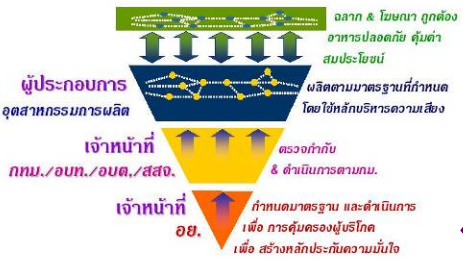 ฉลาก & โฆษณา ถูกต้อง
อาหารปลอดภัย คุ้มค่า
สมประโยชน์
ผู้ประกอบการ
อุตสาหกรรมการผลิต
ผลิตตามมาตรฐานที่กำหนด
โดยใช้หลักบริหารความเสี่ยง
เจ้าหน้าที่
กทม./อบท./อบต./สสจ.
ตรวจกำกับ
& ดำเนินการตามกม.
เจ้าหน้าที่
อย.
กำหนดมาตรฐาน และดำเนินการ
เพื่อ การคุ้มครองผู้บริโภค
เพื่อ สร้างหลักประกันความมั่นใจ